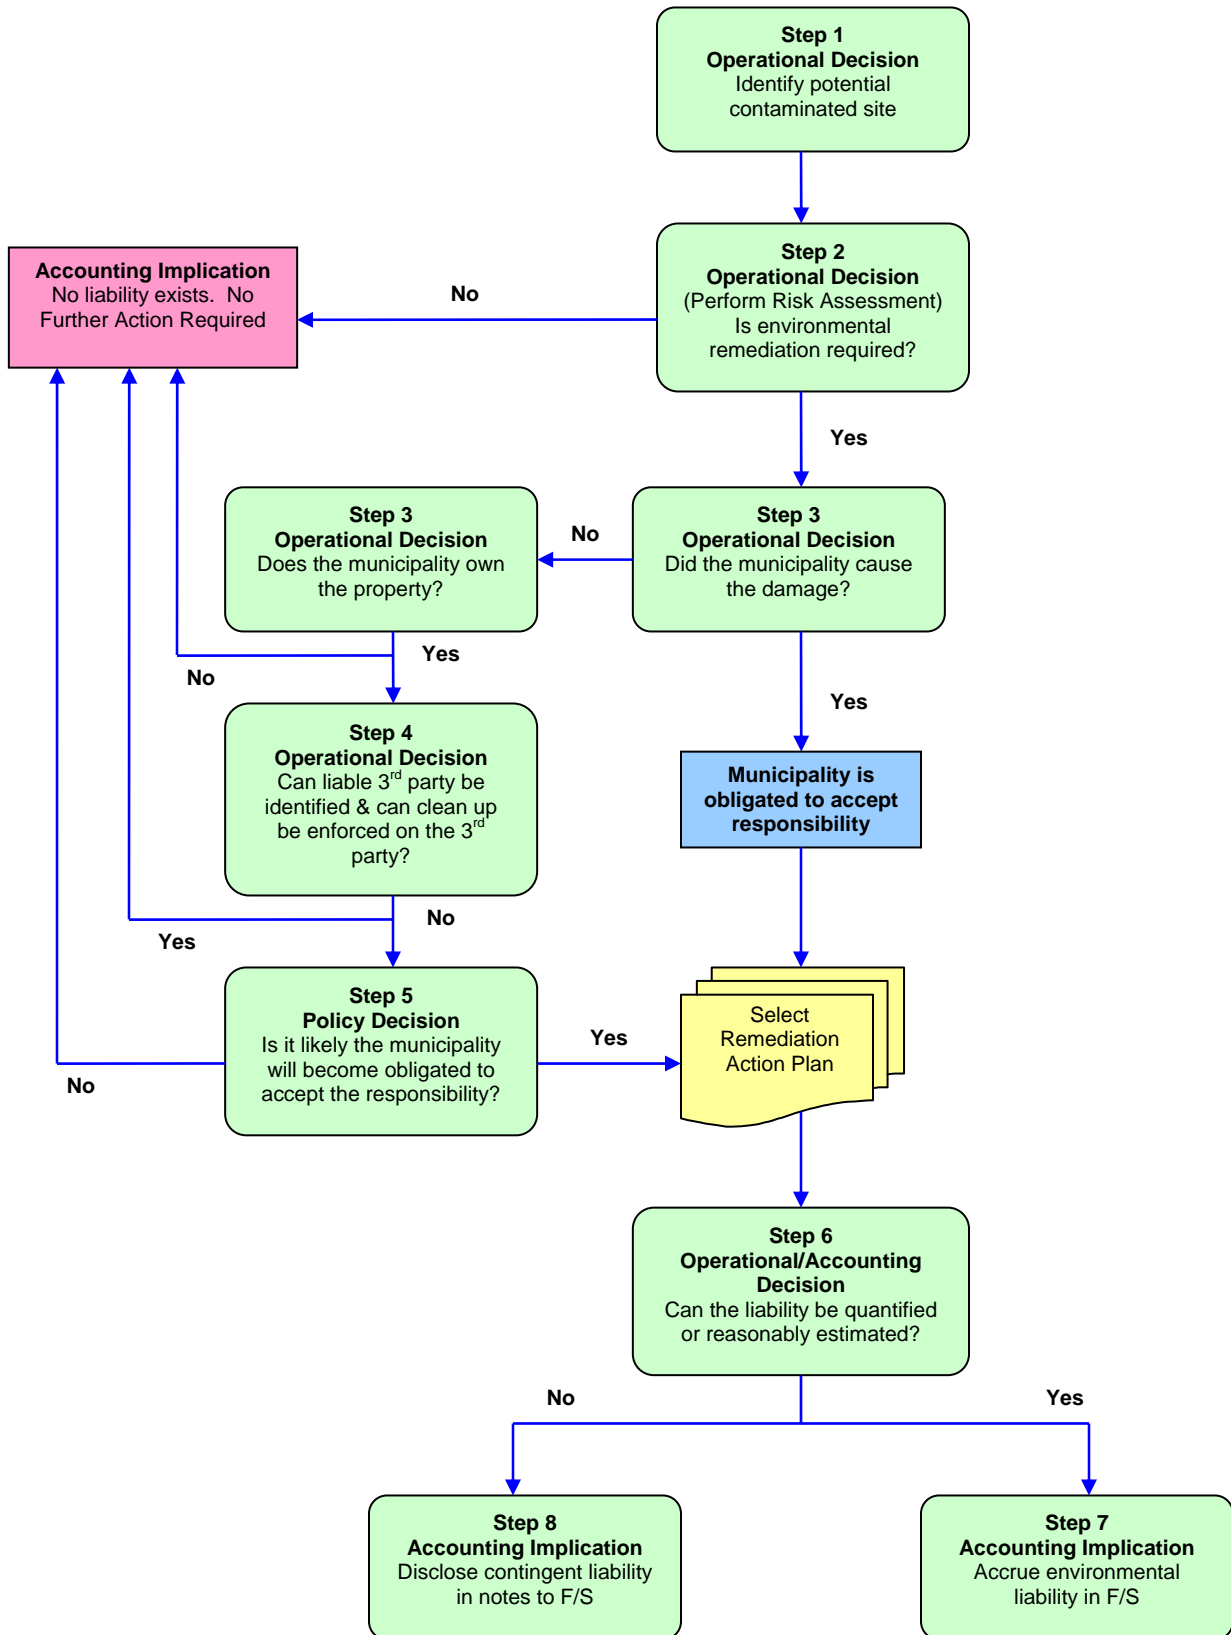 Step 1
Operational Decision
Identify potential
contaminated site
Step 2
Operational Decision
(Perform Risk Assessment)
Is environmental
remediation required?
No
Accounting Implication
No liability exists.  No
Further Action Required
Yes
Step 3
Operational Decision
Did the municipality cause
the damage?
No
Step 3
Operational Decision
Does the municipality own
the property?
Yes
No
Yes
Step 4
Operational Decision
Can liable 3rd party be
identified & can clean up
be enforced on the 3rd
party?
Municipality is
obligated to accept
responsibility
No
Yes
Step 5
Policy Decision
Is it likely the municipality
will become obligated to
accept the responsibility?
Yes
No
Select
Remediation
Action Plan
Step 6
Operational/Accounting
Decision
Can the liability be quantified
or reasonably estimated?
No
Yes
Step 8
Accounting Implication
Disclose contingent liability
in notes to F/S
Step 7
Accounting Implication
Accrue environmental
liability in F/S